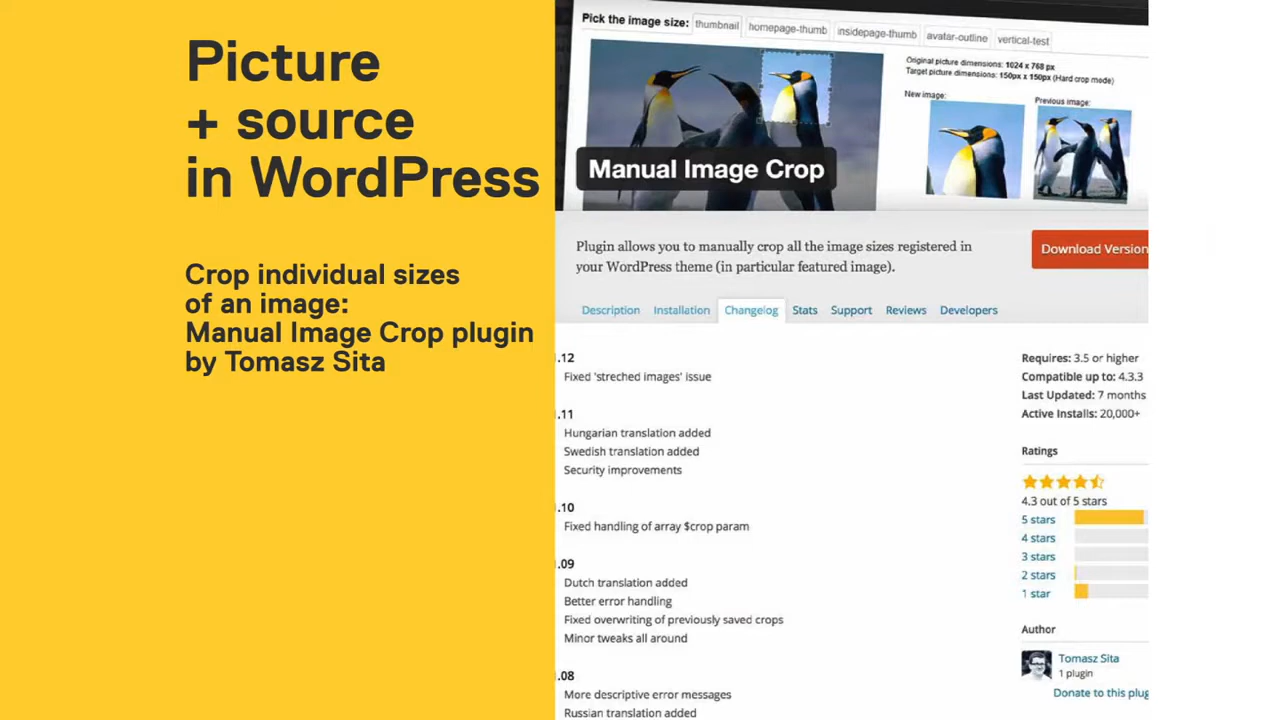 Picture
+ source
in WordPress
Crop individual sizes
of an image:
Manual Image Crop plugin
by Tomasz Sita
Pick the image size: thumbnail homepage-thumb insidepage-thumb avatar-outline vertical-test
Original picture dimensions: 1024 x 768 px
Target picture dimensions: 150px x 150px (Hard crop mode)
New image:
Previous image:
Manual Image Crop
Plugin allows you to manually crop all the image sizes registered in
your WordPress theme (in particular featured image).
Download Version
Description Installation Changelog Stats Support Reviews Developers
.12
Fixed 'streched images' issue
.11
Hungarian translation added
Swedish translation added
Security improvements
.10
Fixed handling of array $crop param
.09
Dutch translation added
Better error handling
Fixed overwriting of previously saved crops
Minor tweaks all around
.08
More descriptive error messages
Russian translation added
Requires: 3.5 or higher
Compatible up to: 4.3.3
Last Updated: 7 months
Active Installs: 20,000+
Ratings
4.3 out of 5 stars
5 stars
4 stars
3 stars
2 stars
1 star
Author
Tomasz Sita
1 plugin
Donate to this plug